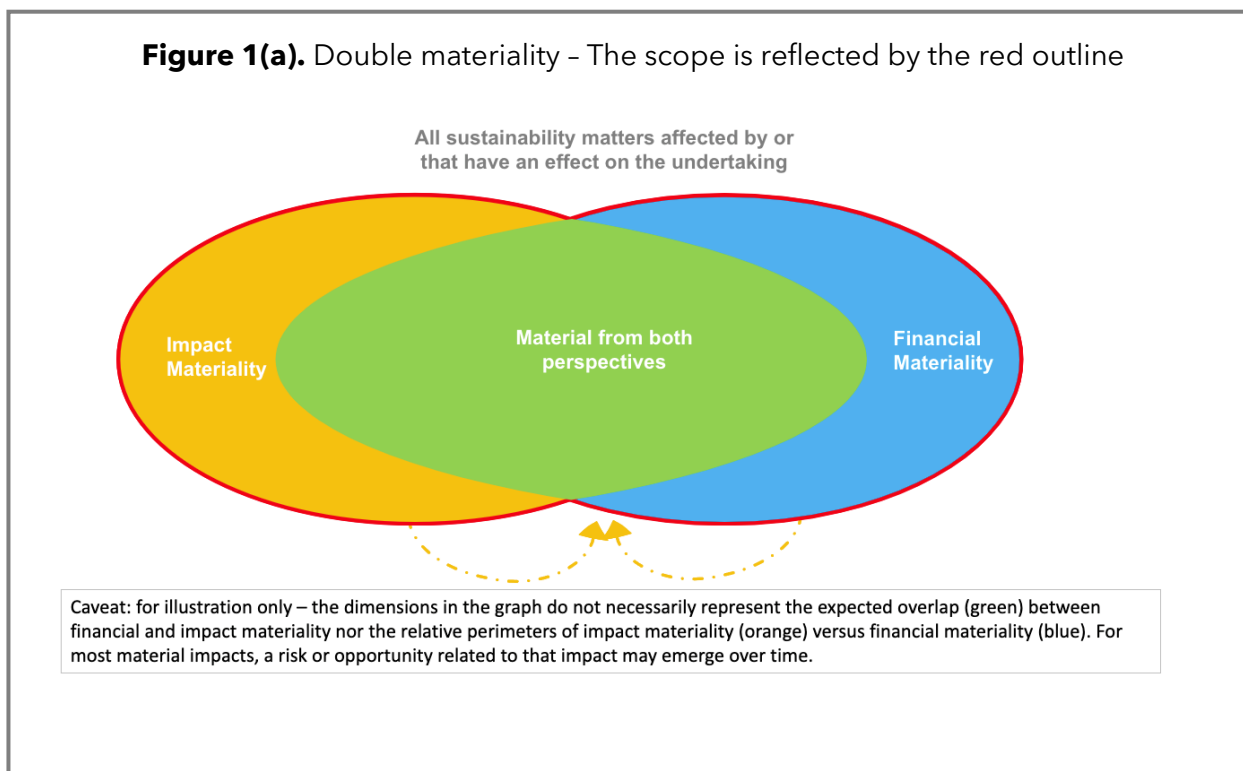 Figure 1(a). Double materiality – The scope is reflected by the red outline
All sustainability matters affected by or
that have an effect on the undertaking
Impact
Materiality
Material from both
perspectives
Financial
Materiality
Caveat: for illustration only – the dimensions in the graph do not necessarily represent the expected overlap (green) between
financial and impact materiality nor the relative perimeters of impact materiality (orange) versus financial materiality (blue). For
most material impacts, a risk or opportunity related to that impact may emerge over time.